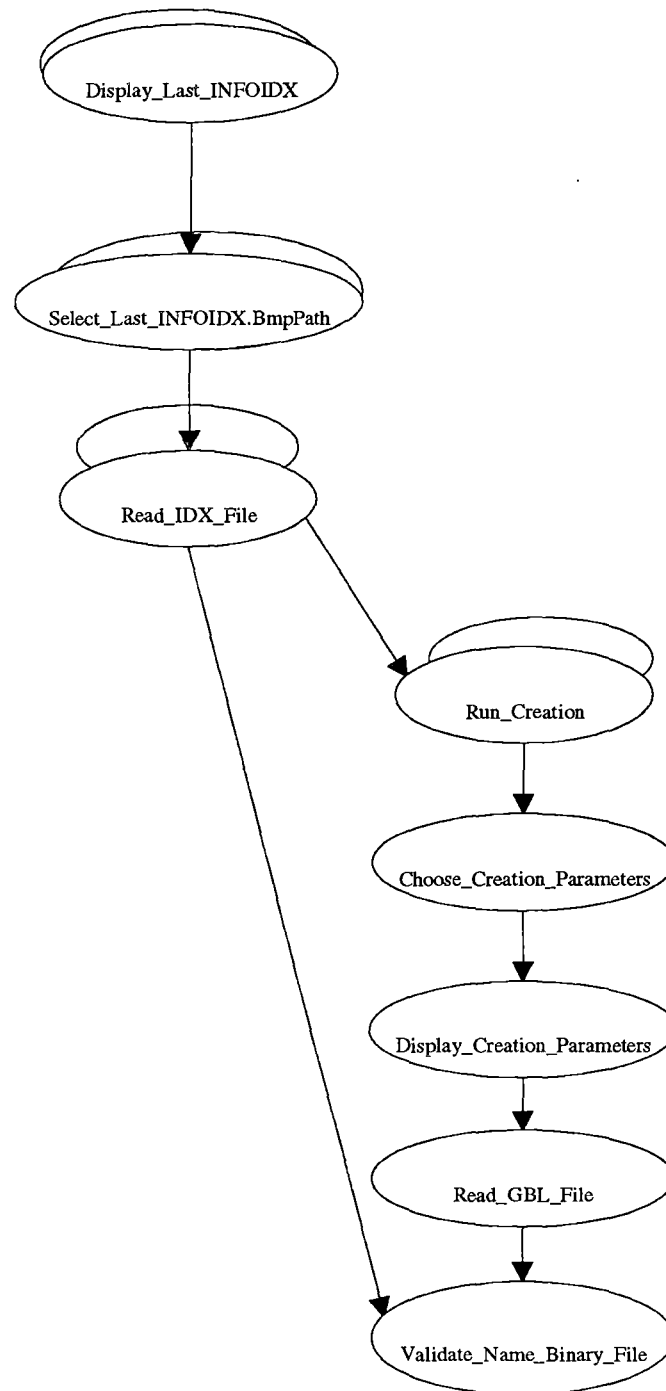 Display_Last_INFOIDX
Select_Last_INFOIDX.BmpPath
Read_IDX_File
Run_Creation
Choose_Creation_Parameters
Display_Creation_Parameters
Read_GBL_File
Validate_Name_Binary_File